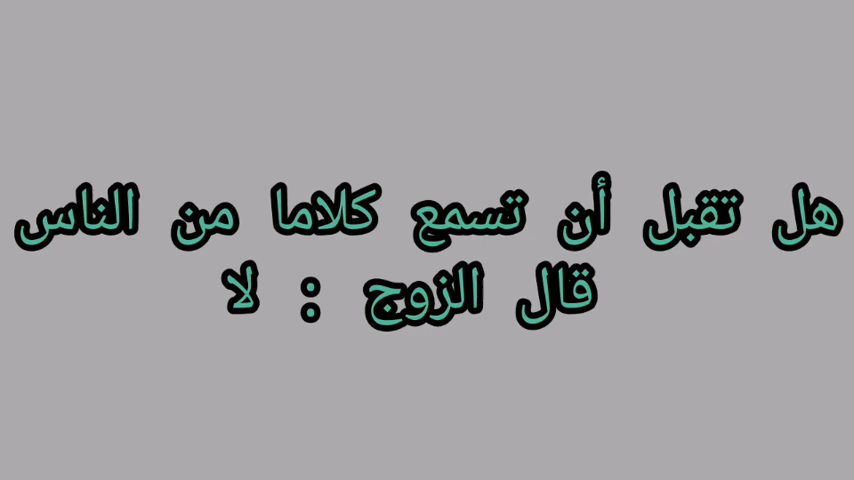 هل تقبل أن تسمع كلاما من الناس
قال الزوج : لا